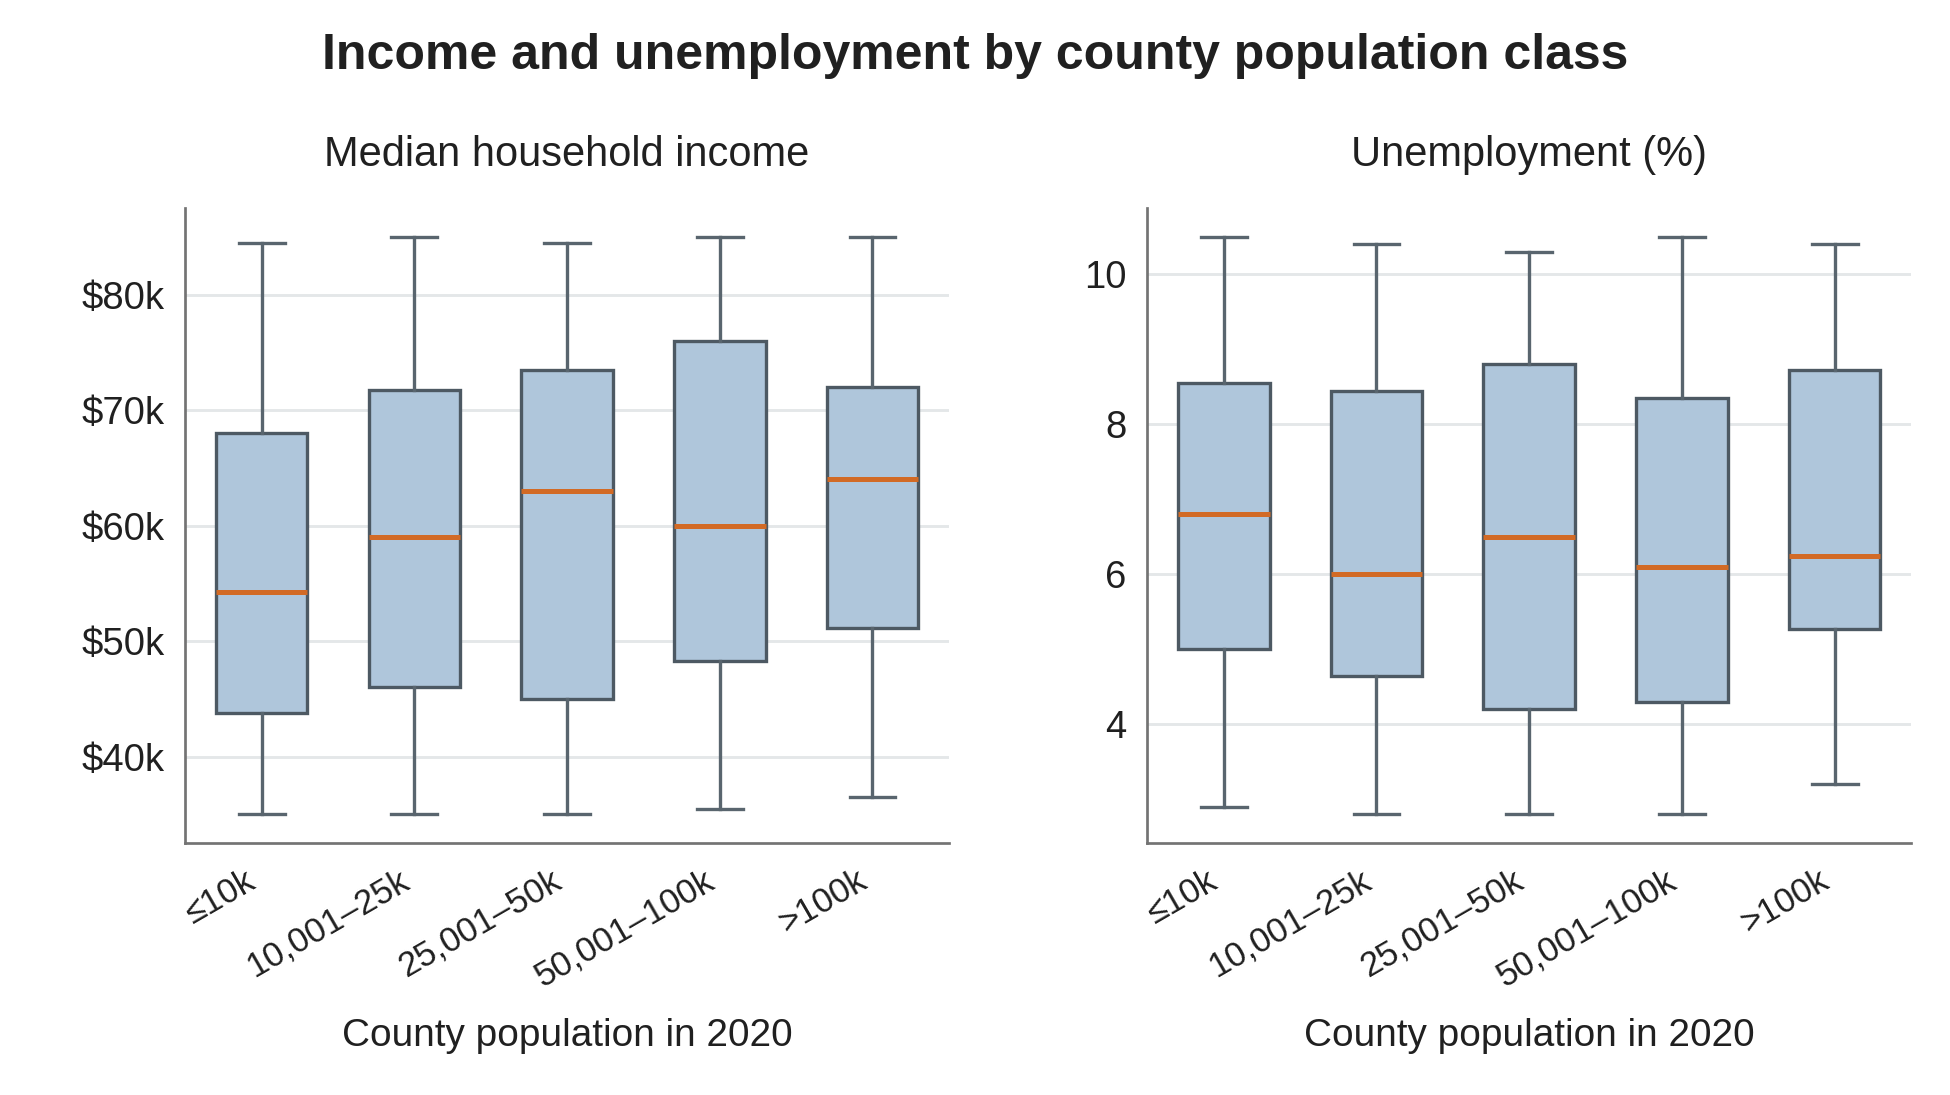 Income and unemployment by county population class
Median household income
$80k
$70k
$60k
$50k
$40k
≤10k
10,001–25k
25,001–50k
50,001–100k
>100k
County population in 2020
Unemployment (%)
10
8
6
4
≤10k
10,001–25k
25,001–50k
50,001–100k
>100k
County population in 2020